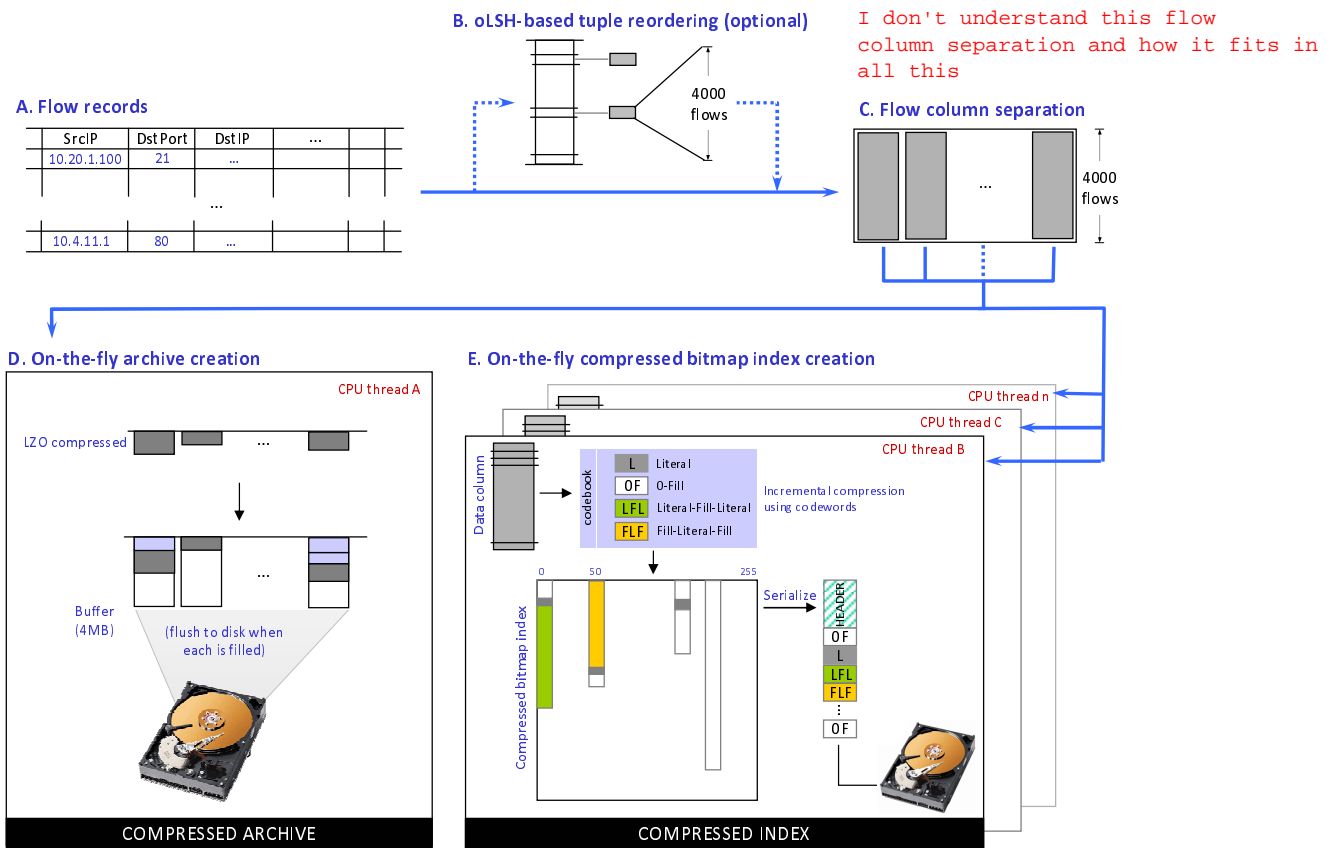 B. oLSH-based tuple reordering (optional)
I don't understand this flow
column separation and how it fits in
all this
4000
flows
A. Flow records
C. Flow column separation
SrcIP DstPort DstIP ...
10.20.1.100 21 ...
...
10.4.11.1 80 ...
...
4000
flows
D. On-the-fly archive creation
CPU thread A
LZO compressed
...
...
Buffer
(4MB)
(flush to disk when
each is filled)
COMPRESSED ARCHIVE
E. On-the-fly compressed bitmap index creation
CPU thread n
CPU thread C
CPU thread B
Data column
codebook
L Literal
0F 0-Fill
LFL Literal-Fill-Literal
FLF Fill-Literal-Fill
Incremental compression
using codewords
0 50 255
Compressed bitmap index
Serialize
HEADER
0F
L
LFL
FLF
⋮
0F
COMPRESSED INDEX